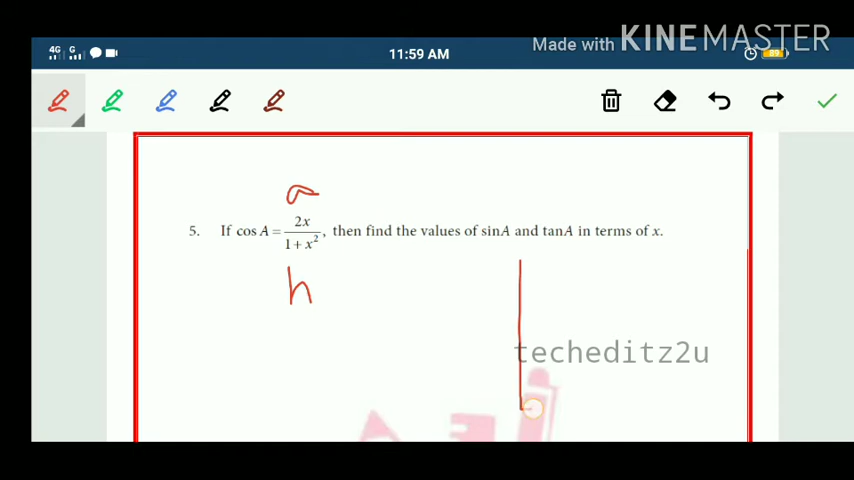 4G G 11:59 AM 89
Made with KINEMASTER
a
5. If cos A = 2x / 1 + x², then find the values of sinA and tanA in terms of x.
h
techeditz2u